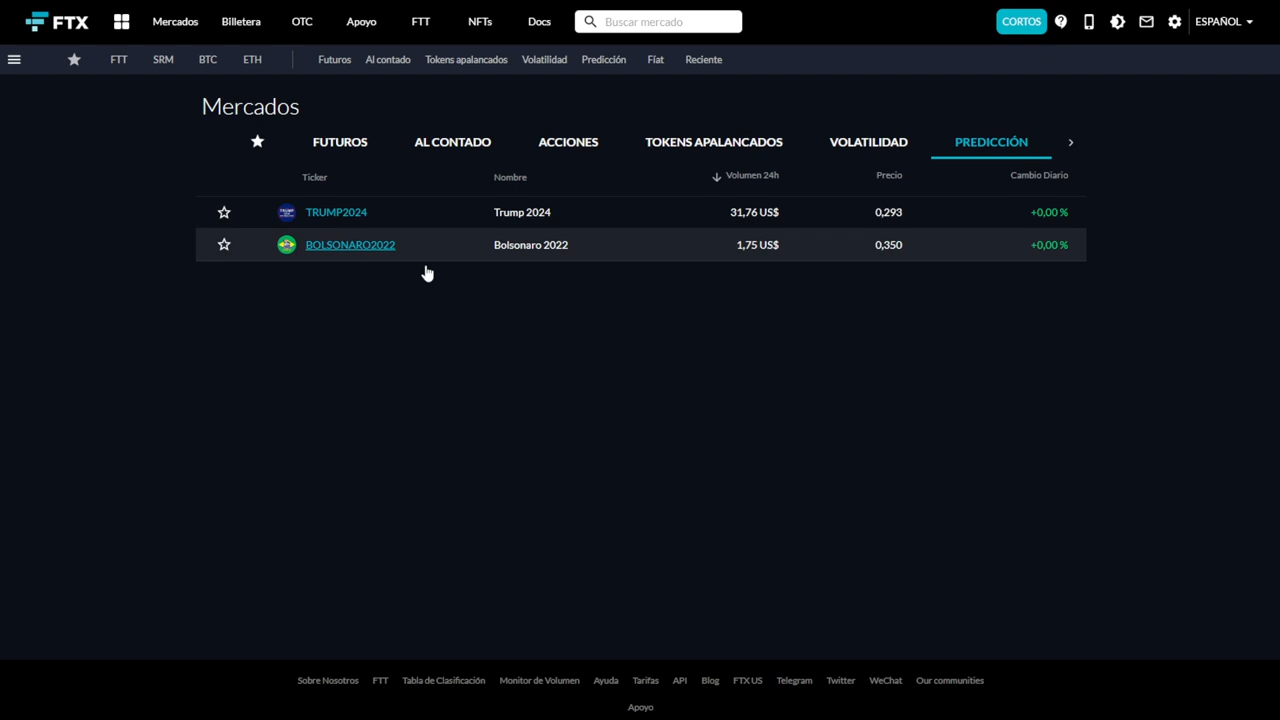 FTX Mercados Billetera OTC Apoyo FTT NFTs Docs Buscar mercado CORTOS ESPAÑOL
FTT SRM BTC ETH Futuros Al contado Tokens apalancados Volatilidad Predicción Fíat Reciente
Mercados
FUTUROS AL CONTADO ACCIONES TOKENS APALANCADOS VOLATILIDAD PREDICCIÓN
Ticker Nombre Volumen 24h Precio Cambio Diario
TRUMP2024 Trump 2024 31,76 US$ 0,293 +0,00 %
BOLSONARO2022 Bolsonaro 2022 1,75 US$ 0,350 +0,00 %
Sobre Nosotros FTT Tabla de Clasificación Monitor de Volumen Ayuda Tarifas API Blog FTX US Telegram Twitter WeChat Our communities
Apoyo